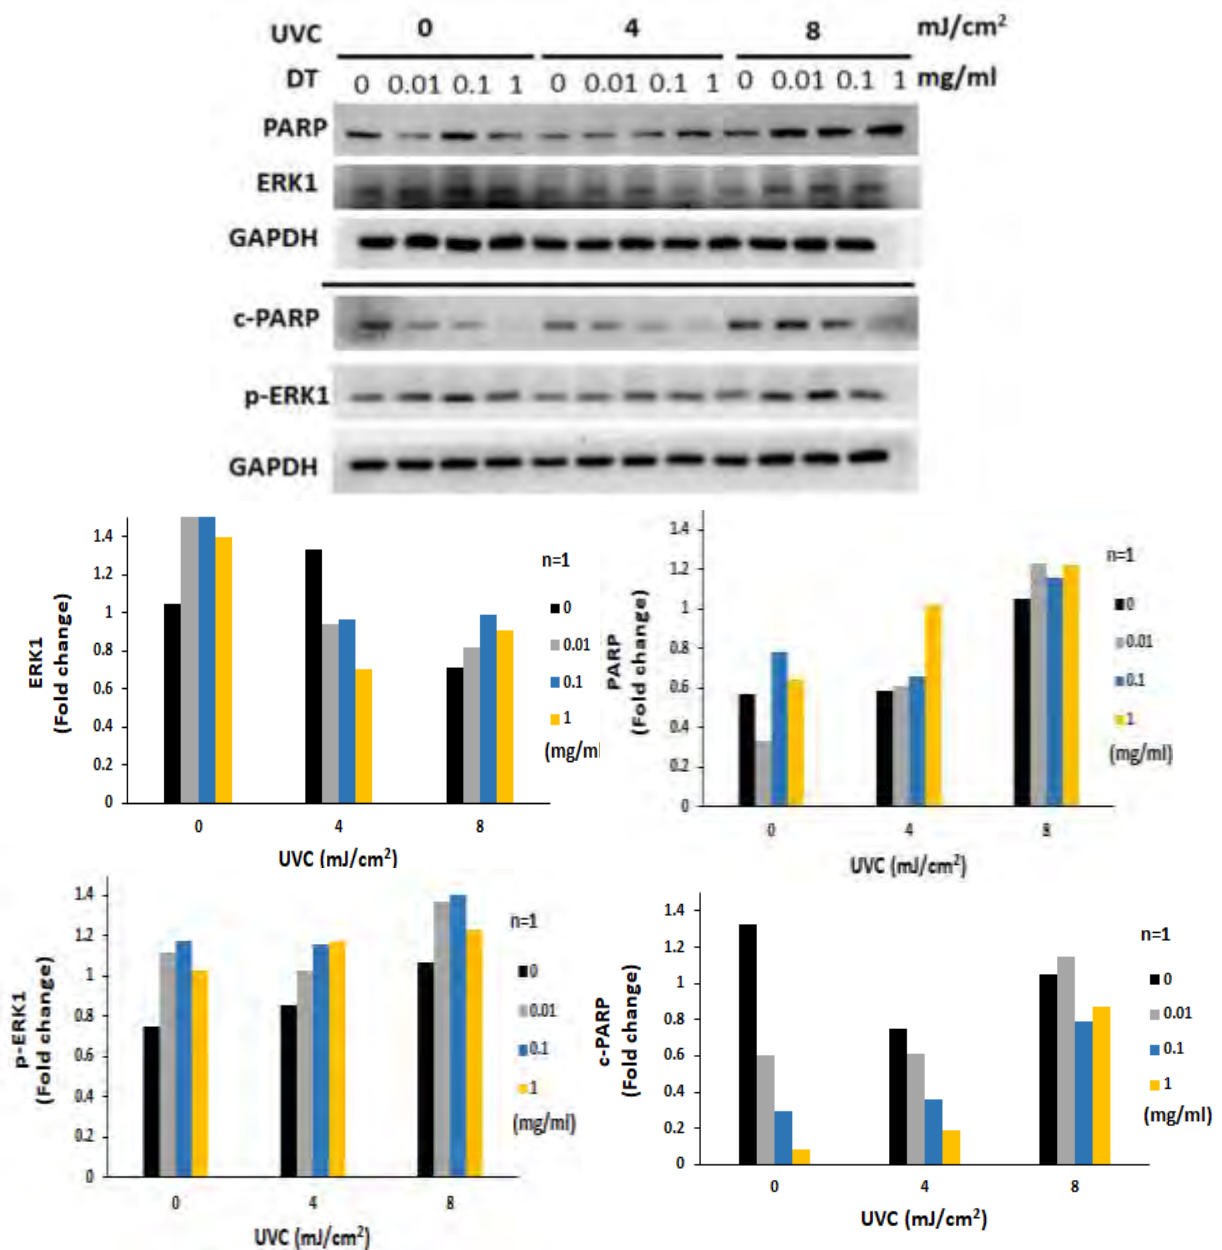 UVC 0 4 8 mJ/cm²
DT 0 0.01 0.1 1 0 0.01 0.1 1 0 0.01 0.1 1 mg/ml
PARP
ERK1
GAPDH
c-PARP
p-ERK1
GAPDH
ERK1
(Fold change)
1.4
1.2
1
0.8
0.6
0.4
0.2
0
0 4 8
UVC (mJ/cm²)
n=1
0
0.01
0.1
1
(mg/ml
PARP
(Fold change)
1.4
1.2
1
0.8
0.6
0.4
0.2
0
0 4 8
UVC (mJ/cm²)
n=1
0
0.01
0.1
1
(mg/ml)
p-ERK1
(Fold change)
1.4
1.2
1
0.8
0.6
0.4
0.2
0
0 4 8
UVC (mJ/cm²)
n=1
0
0.01
0.1
1
(mg/ml)
c-PARP
(Fold change)
1.4
1.2
1
0.8
0.6
0.4
0.2
0
0 4 8
UVC (mJ/cm²)
n=1
0
0.01
0.1
1
(mg/ml)